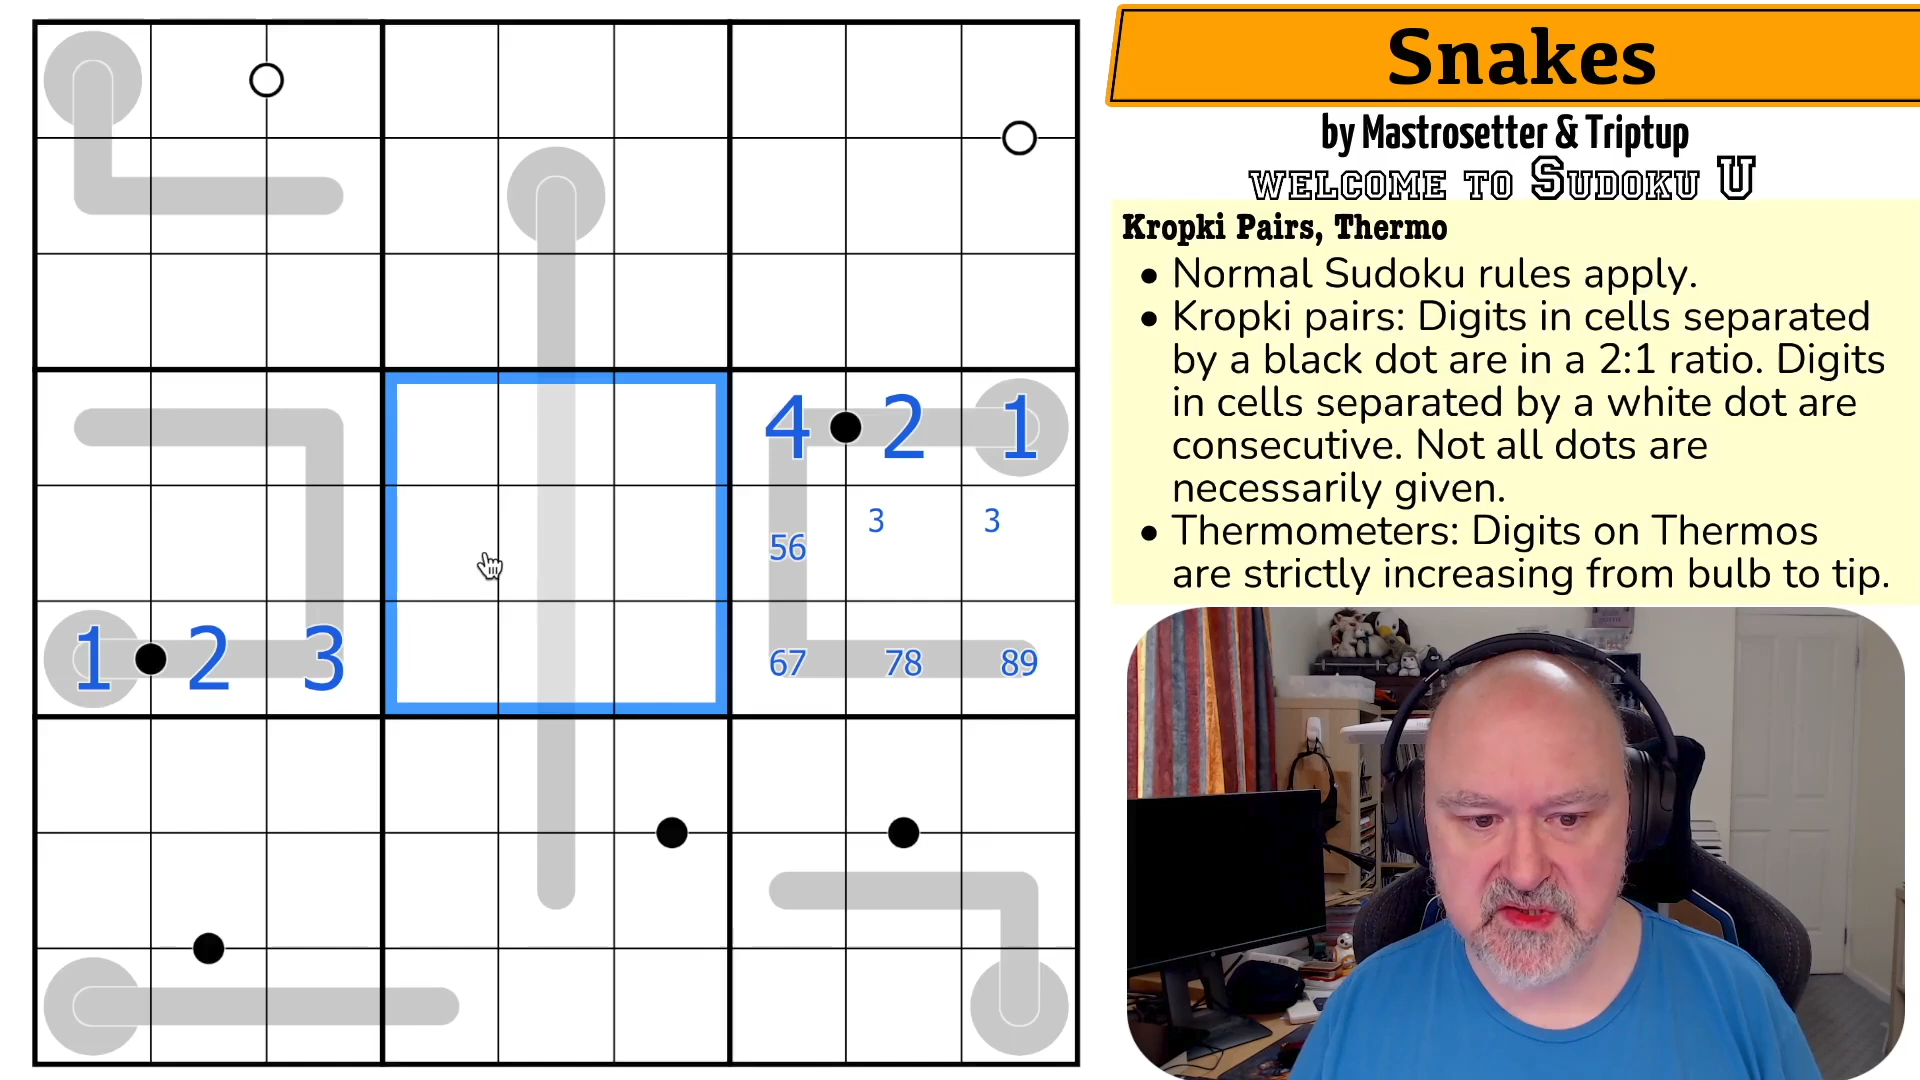 Snakes
by Mastrosetter & Triptup
WELCOME TO SUDOKU U
Kropki Pairs, Thermo
• Normal Sudoku rules apply.
• Kropki pairs: Digits in cells separated
by a black dot are in a 2:1 ratio. Digits
in cells separated by a white dot are
consecutive. Not all dots are
necessarily given.
• Thermometers: Digits on Thermos
are strictly increasing from bulb to tip.
4 2 1
56 3 3
1 2 3 67 78 89